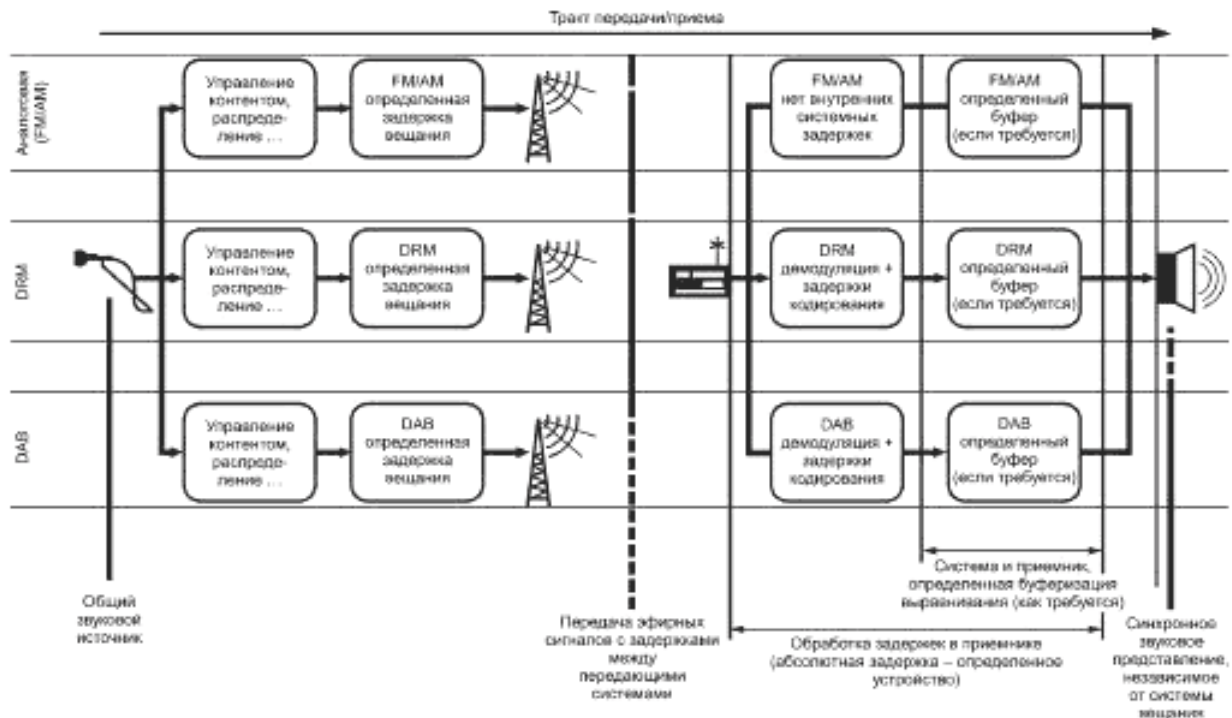 Тракт передачи/приема
Аналоговая
(FM/AM)
Управление
контентом,
распреде-
ление ...
FM/AM
определенная
задержка
вещания
FM/AM
нет внутренних
системных
задержек
FM/AM
определенный
буфер
(если требуется)
DRM
Управление
контентом,
распреде-
ление ...
DRM
определенная
задержка
вещания
DRM
демодуляция +
задержки
кодирования
DRM
определенный
буфер
(если требуется)
DAB
Управление
контентом,
распреде-
ление ...
DAB
определенная
задержка
вещания
DAB
демодуляция +
задержки
кодирования
DAB
определенный
буфер
(если требуется)
Общий
звуковой
источник
Передача эфирных
сигналов с задержками
между
передающими
системами
Система и приемник,
определенная буферизация
выравнивания (как требуется)
Обработка задержек в приемнике
(абсолютная задержка – определенное
устройство)
Синхронное
звуковое
представление,
независимое
от системы
вещания